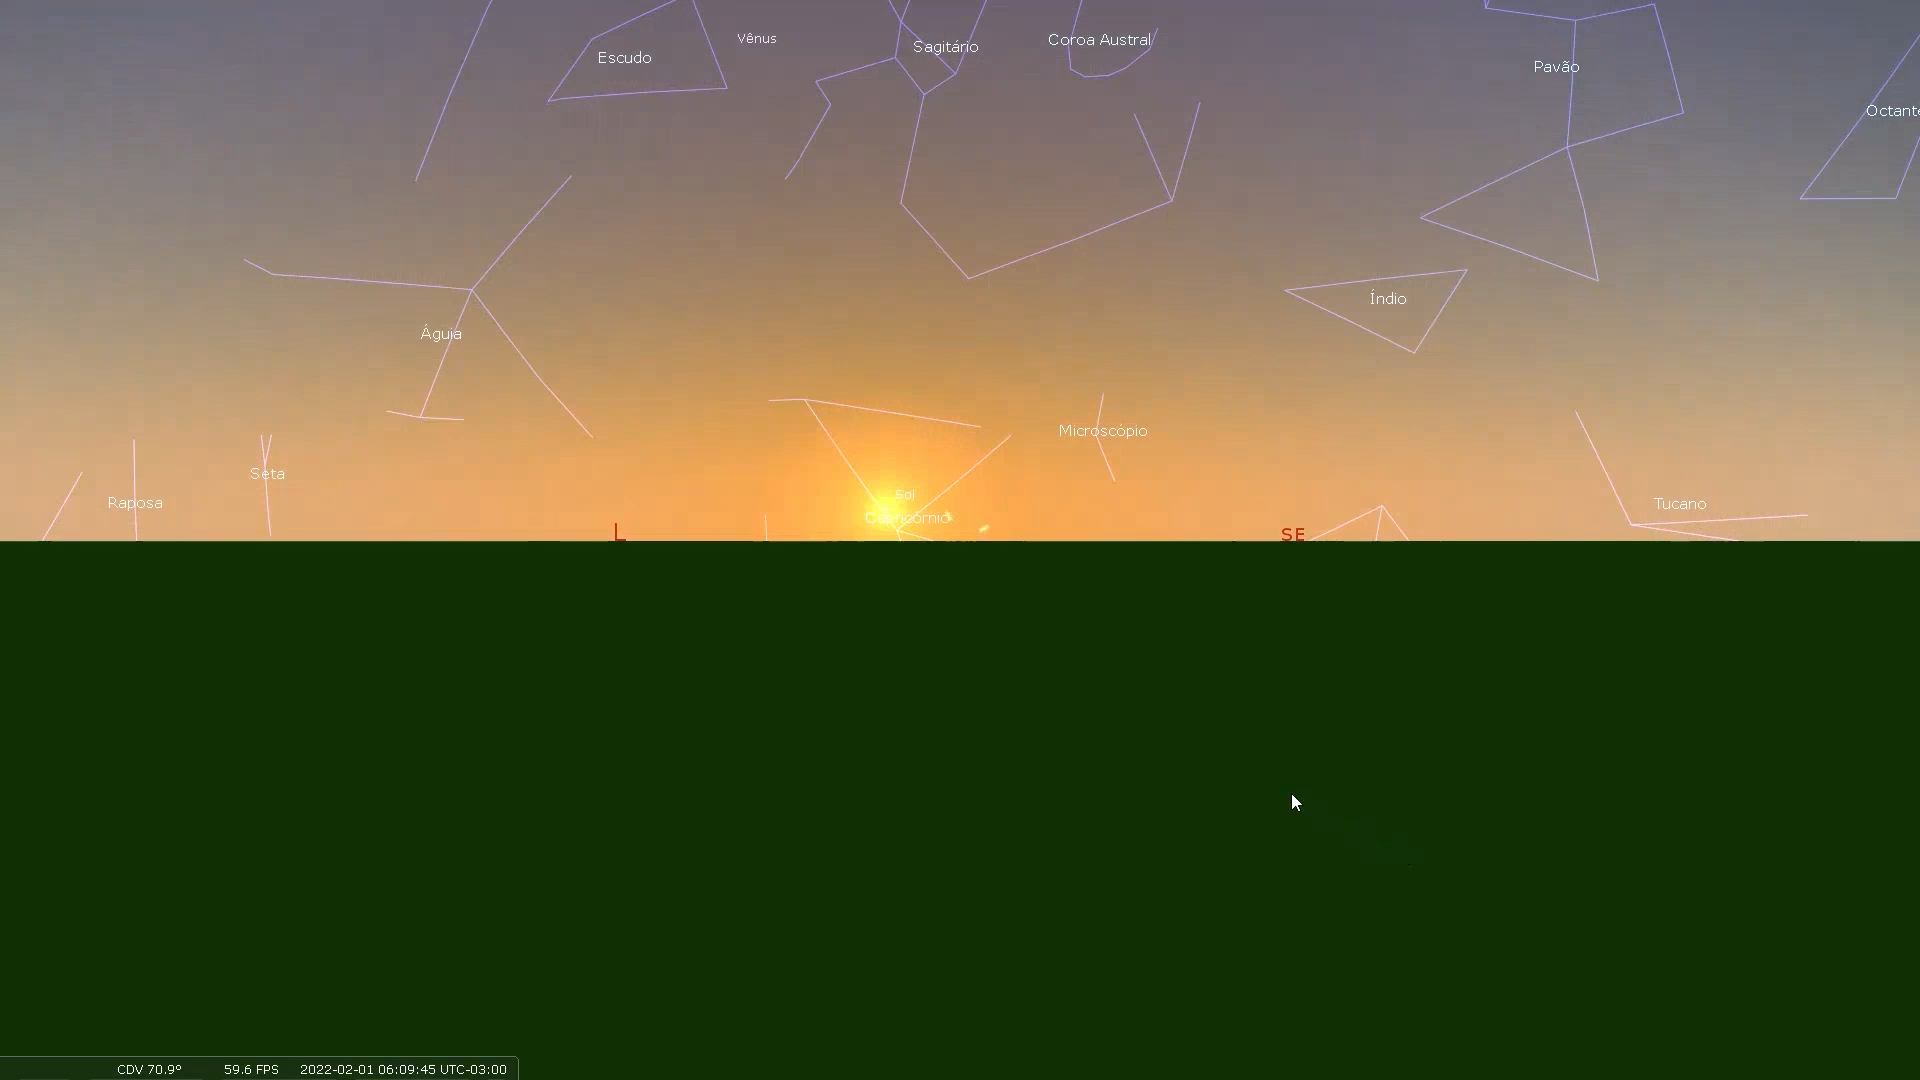 Vênus
Coroa Austral
Sagitário
Escudo
Pavão
Octante
Índio
Águia
Microscópio
Seta
Sol
Raposa
Tucano
Capricórnio
L
SE
CDV 70.9° 59.6 FPS 2022-02-01 06:09:45 UTC-03:00